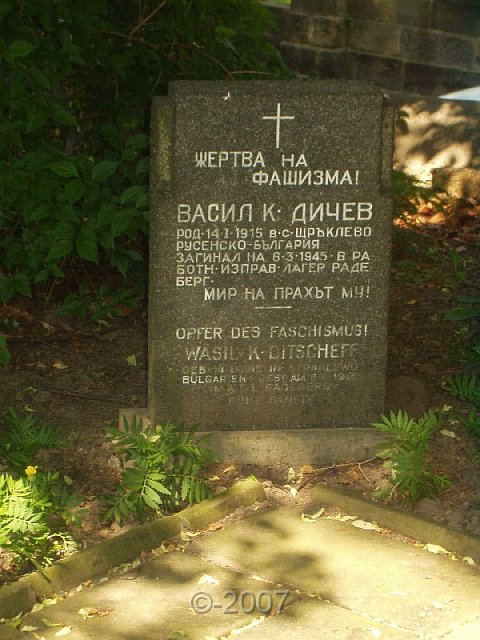 ЖЕРТВА НА
ФАШИЗМА!
ВАСИЛ К. ДИЧЕВ
РОД·14·I·1915 В·С·ЩРЪКЛЕВО
РУСЕНСКО-БЪЛГАРИЯ
ЗАГИНАЛ НА 6·3·1945·В РА
БОТН·ИЗПРАВ·ЛАГЕР РАДЕ
БЕРГ·
МИР НА ПРАХЪТ МУ!
OPFER DES FASCHISMUS!
WASIL·K·DITSCHEFF
BULGARIEN
©-2007